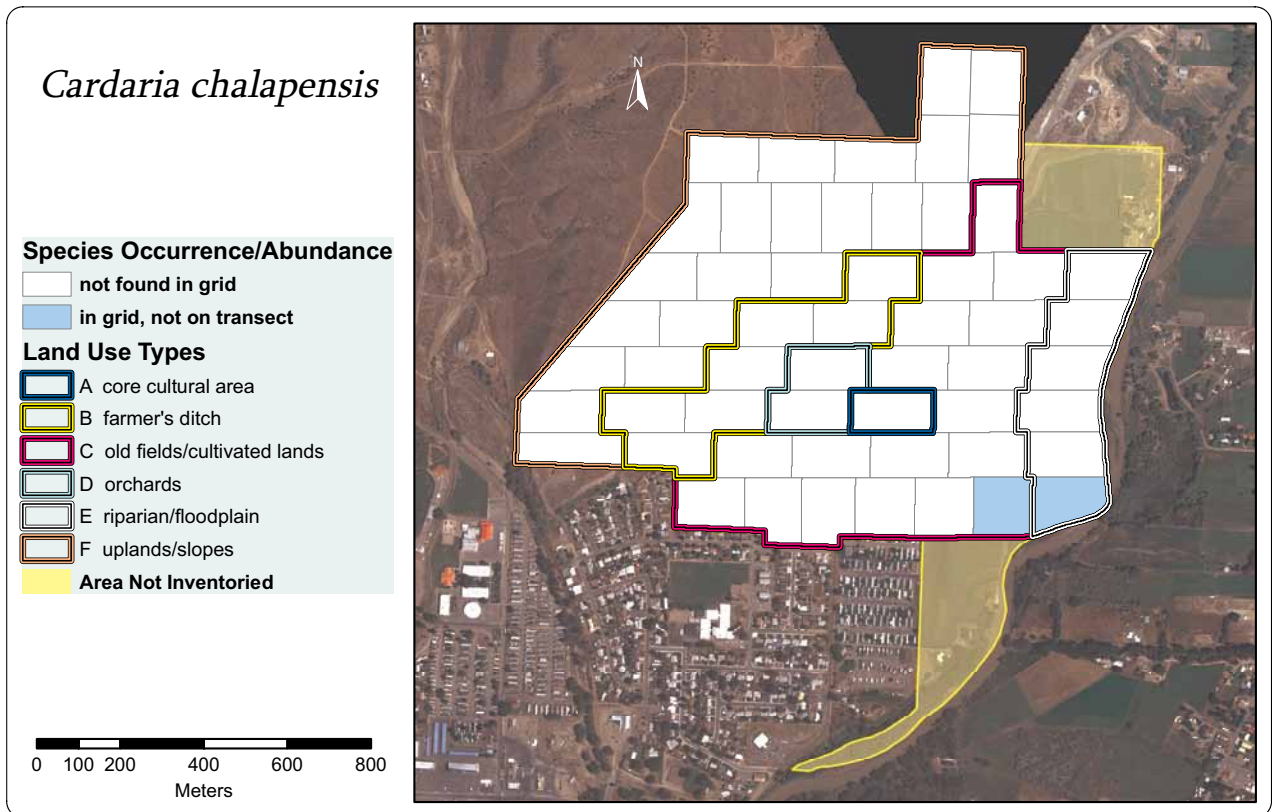 Cardaria chalapensis
N
Species Occurrence/Abundance
not found in grid
in grid, not on transect
Land Use Types
A core cultural area
B farmer's ditch
C old fields/cultivated lands
D orchards
E riparian/floodplain
F uplands/slopes
Area Not Inventoried
0 100 200 400 600 800
Meters